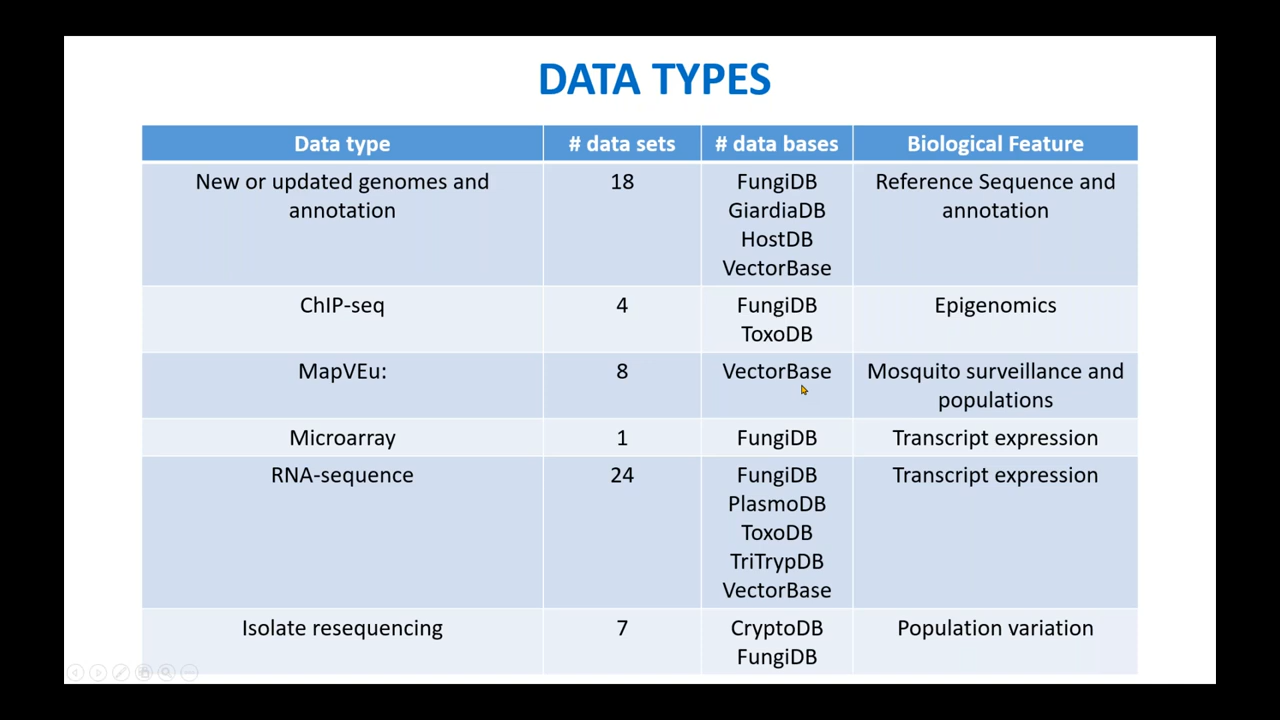 DATA TYPES
Data type # data sets # data bases Biological Feature
New or updated genomes and 18 FungiDB Reference Sequence and
annotation GiardiaDB annotation
HostDB
VectorBase
ChIP-seq 4 FungiDB Epigenomics
ToxoDB
MapVEu: 8 VectorBase Mosquito surveillance and
populations
Microarray 1 FungiDB Transcript expression
RNA-sequence 24 FungiDB Transcript expression
PlasmoDB
ToxoDB
TriTrypDB
VectorBase
Isolate resequencing 7 CryptoDB Population variation
FungiDB